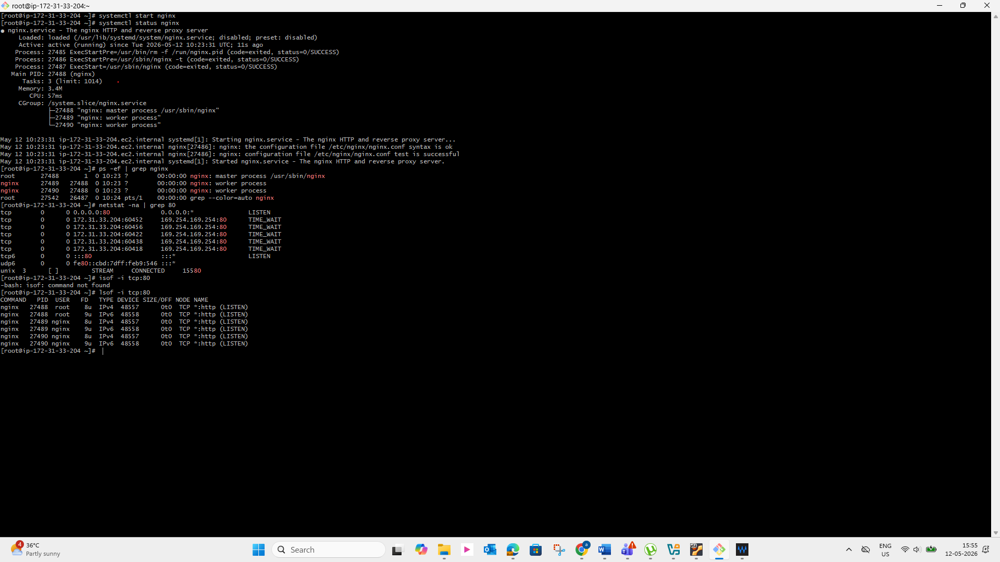 root@ip-172-31-33-204:~
[root@ip-172-31-33-204 ~]# systemctl start nginx
[root@ip-172-31-33-204 ~]# systemctl status nginx
● nginx.service - The nginx HTTP and reverse proxy server
     Loaded: loaded (/usr/lib/systemd/system/nginx.service; disabled; preset: disabled)
     Active: active (running) since Tue 2026-05-12 10:23:31 UTC; 11s ago
    Process: 27485 ExecStartPre=/usr/bin/rm -f /run/nginx.pid (code=exited, status=0/SUCCESS)
    Process: 27486 ExecStartPre=/usr/sbin/nginx -t (code=exited, status=0/SUCCESS)
    Process: 27487 ExecStart=/usr/sbin/nginx (code=exited, status=0/SUCCESS)
   Main PID: 27488 (nginx)
      Tasks: 3 (limit: 1014)
     Memory: 3.4M
        CPU: 57ms
     CGroup: /system.slice/nginx.service
             ├─27488 "nginx: master process /usr/sbin/nginx"
             ├─27489 "nginx: worker process"
             └─27490 "nginx: worker process"
May 12 10:23:31 ip-172-31-33-204.ec2.internal systemd[1]: Starting nginx.service - The nginx HTTP and reverse proxy server...
May 12 10:23:31 ip-172-31-33-204.ec2.internal nginx[27486]: nginx: the configuration file /etc/nginx/nginx.conf syntax is ok
May 12 10:23:31 ip-172-31-33-204.ec2.internal nginx[27486]: nginx: configuration file /etc/nginx/nginx.conf test is successful
May 12 10:23:31 ip-172-31-33-204.ec2.internal systemd[1]: Started nginx.service - The nginx HTTP and reverse proxy server.
[root@ip-172-31-33-204 ~]# ps -ef | grep nginx
root       27488       1  0 10:23 ?        00:00:00 nginx: master process /usr/sbin/nginx
nginx      27489   27488  0 10:23 ?        00:00:00 nginx: worker process
nginx      27490   27488  0 10:23 ?        00:00:00 nginx: worker process
root       27542   26487  0 10:24 pts/1    00:00:00 grep --color=auto nginx
[root@ip-172-31-33-204 ~]# netstat -na | grep 80
tcp        0      0 0.0.0.0:80              0.0.0.0:*               LISTEN
tcp        0      0 172.31.33.204:60452     169.254.169.254:80      TIME_WAIT
tcp        0      0 172.31.33.204:60456     169.254.169.254:80      TIME_WAIT
tcp        0      0 172.31.33.204:60422     169.254.169.254:80      TIME_WAIT
tcp        0      0 172.31.33.204:60438     169.254.169.254:80      TIME_WAIT
tcp        0      0 172.31.33.204:60418     169.254.169.254:80      TIME_WAIT
tcp6       0      0 :::80                   :::*                    LISTEN
udp6       0      0 fe80::cbd:7dff:feb9:546 :::*
unix  3      [ ]         STREAM     CONNECTED     15580
[root@ip-172-31-33-204 ~]# isof -i tcp:80
-bash: isof: command not found
[root@ip-172-31-33-204 ~]# lsof -i tcp:80
COMMAND   PID  USER   FD   TYPE DEVICE SIZE/OFF NODE NAME
nginx   27488  root    8u  IPv4  48557      0t0  TCP *:http (LISTEN)
nginx   27488  root    9u  IPv6  48558      0t0  TCP *:http (LISTEN)
nginx   27489 nginx    8u  IPv4  48557      0t0  TCP *:http (LISTEN)
nginx   27489 nginx    9u  IPv6  48558      0t0  TCP *:http (LISTEN)
nginx   27490 nginx    8u  IPv4  48557      0t0  TCP *:http (LISTEN)
nginx   27490 nginx    9u  IPv6  48558      0t0  TCP *:http (LISTEN)
[root@ip-172-31-33-204 ~]#
4
36°C
Partly sunny
Search
a
ENG
US
15:55
12-05-2026